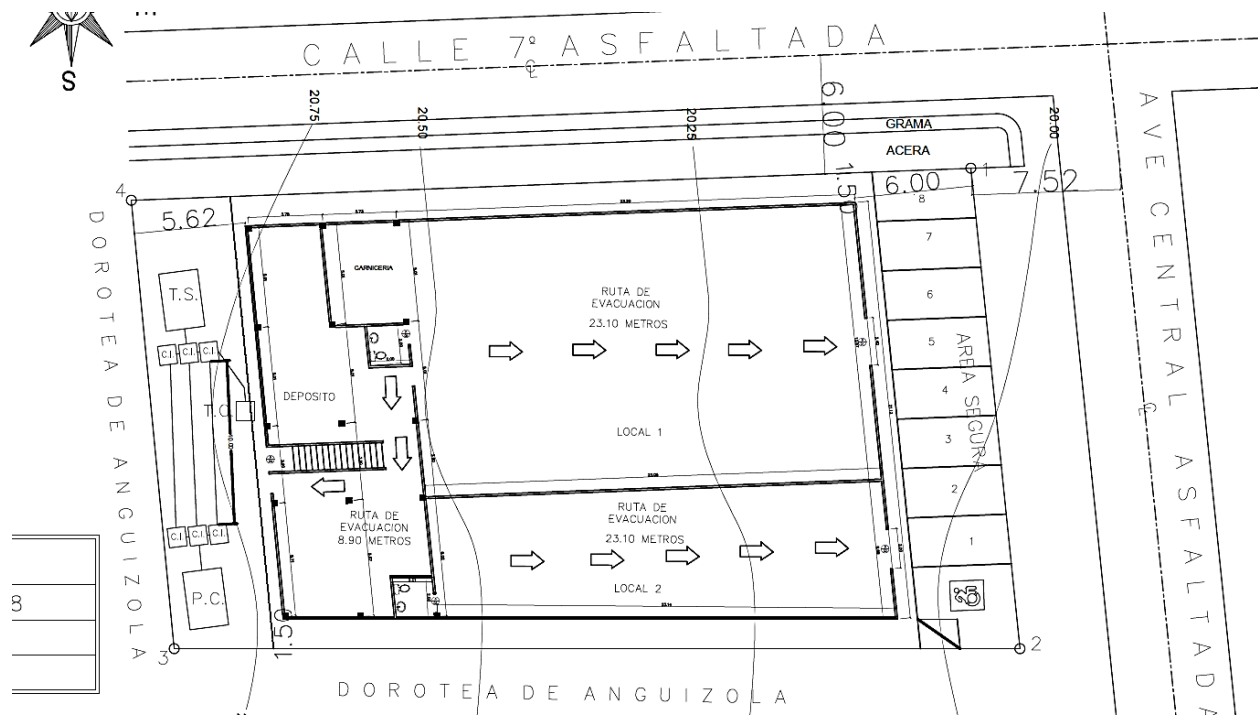 S
CALLE 7ª ASFALTADA
AVE CENTRAL ASFALTADA
20.75
20.50
20.25
20.00
6.00
GRAMA
ACERA
1.50
1
6.00
7.52
4
5.62
DOROTEA DE ANGUIZOLA
T.S.
C.I.
C.I.
C.I.
T.C.
10.00
C.I.
C.I.
C.I.
P.C.
3
1.50
CARNICERIA
DEPOSITO
RUTA DE
EVACUACION
8.90 METROS
RUTA DE
EVACUACION
23.10 METROS
LOCAL 1
RUTA DE
EVACUACION
23.10 METROS
LOCAL 2
8
7
6
5
4
3
2
1
AREA SEGURA
2
8
DOROTEA DE ANGUIZOLA